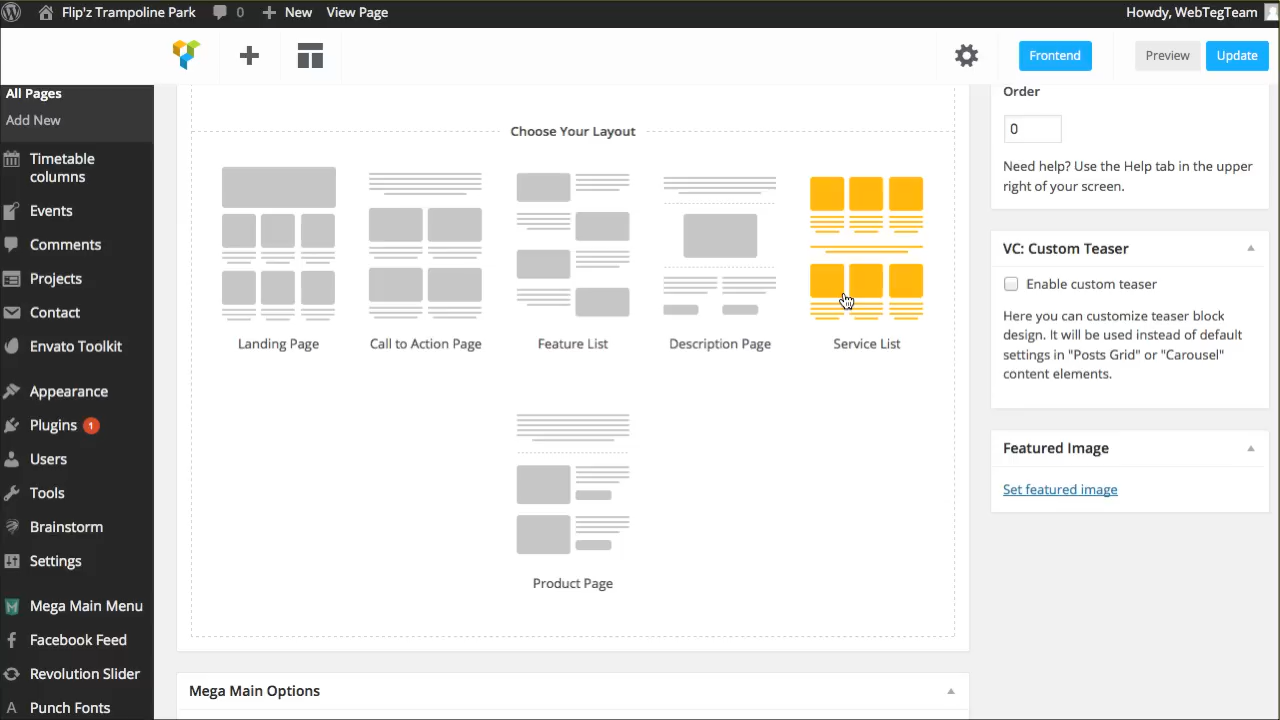 Flip'z Trampoline Park
0
New
View Page
Howdy, WebTegTeam
Frontend
Preview
Update
All Pages
Add New
Timetable
columns
Events
Comments
Projects
Contact
Envato Toolkit
Appearance
Plugins 1
Users
Tools
Brainstorm
Settings
Mega Main Menu
Facebook Feed
Revolution Slider
Punch Fonts
Choose Your Layout
Landing Page
Call to Action Page
Feature List
Description Page
Service List
Product Page
Mega Main Options
Order
0
Need help? Use the Help tab in the upper
right of your screen.
VC: Custom Teaser
Enable custom teaser
Here you can customize teaser block
design. It will be used instead of default
settings in "Posts Grid" or "Carousel"
content elements.
Featured Image
Set featured image